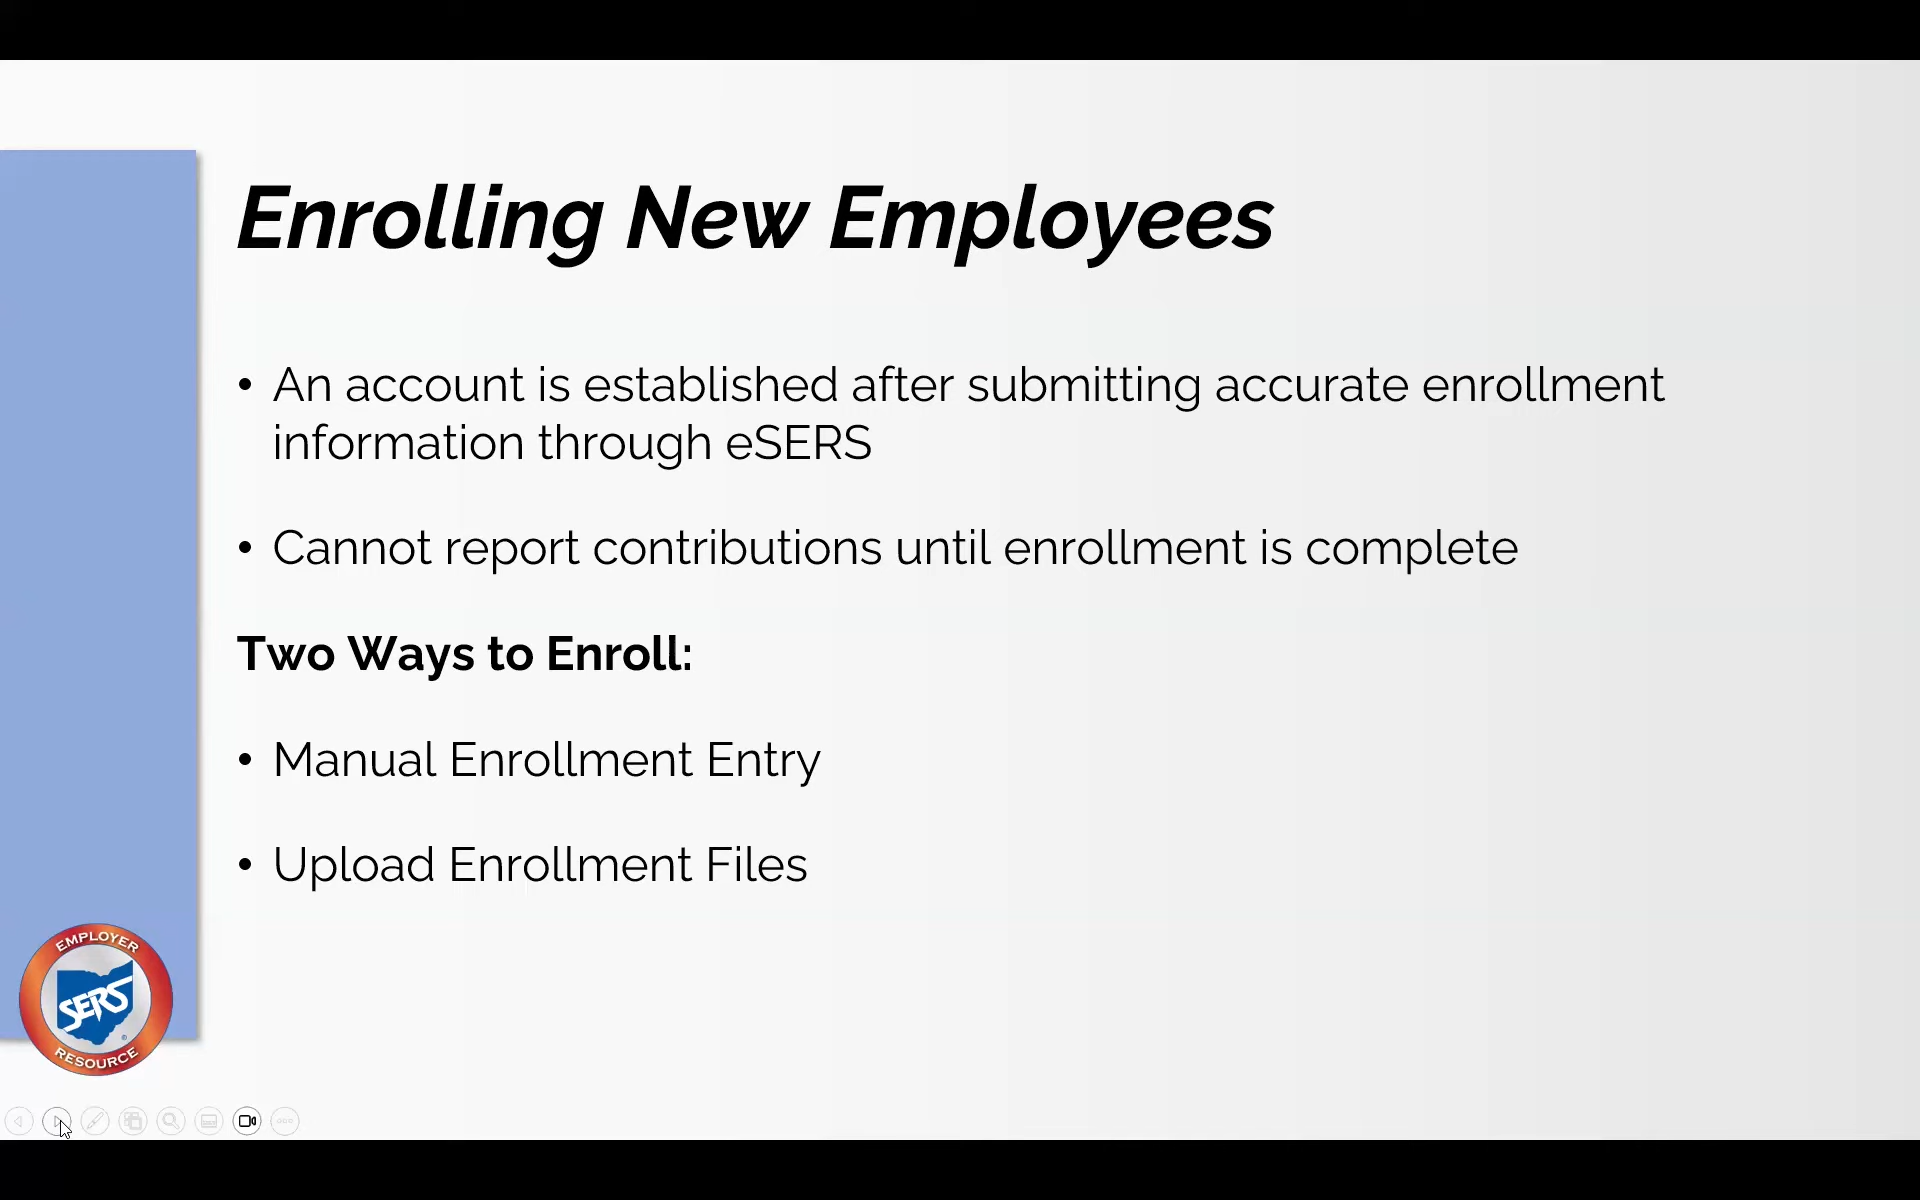 Enrolling New Employees
• An account is established after submitting accurate enrollment
information through eSERS
• Cannot report contributions until enrollment is complete
Two Ways to Enroll:
• Manual Enrollment Entry
• Upload Enrollment Files
EMPLOYER
SERS
®
RESOURCE